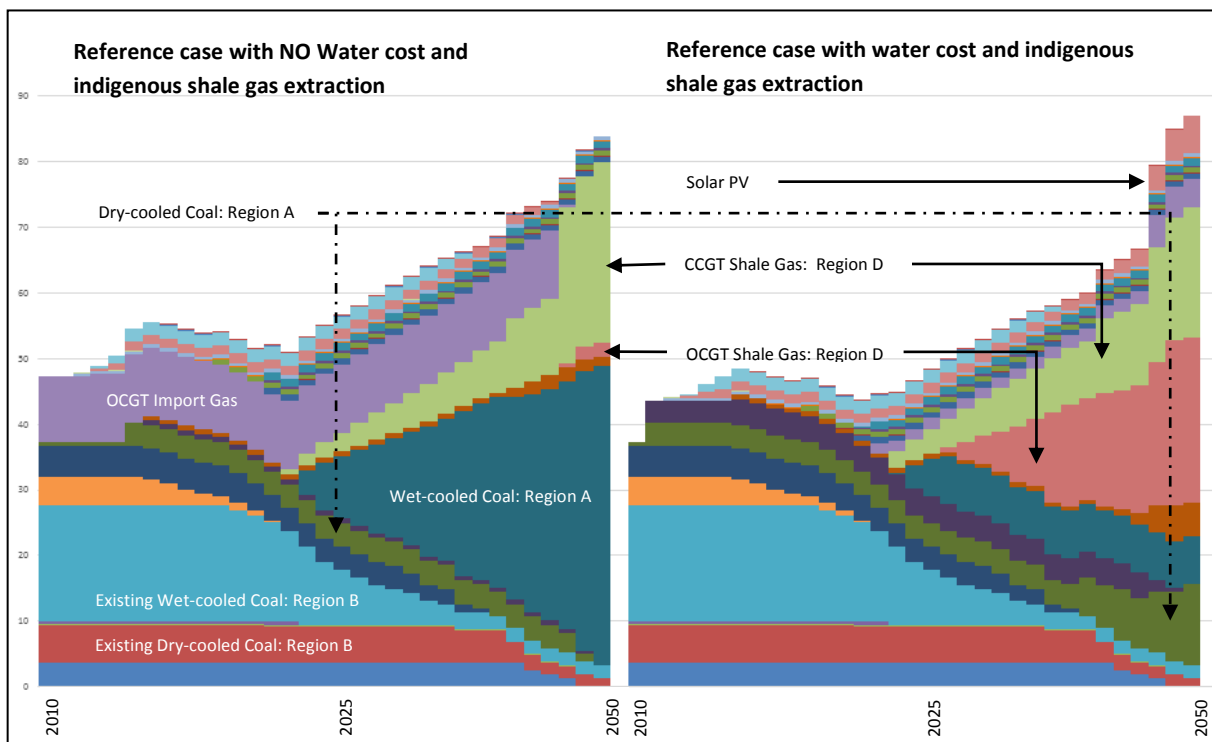 Reference case with NO Water cost and
indigenous shale gas extraction
Reference case with water cost and indigenous
shale gas extraction
90
80
70
60
50
40
30
20
10
0
Solar PV
Dry-cooled Coal: Region A
CCGT Shale Gas: Region D
OCGT Shale Gas: Region D
OCGT Import Gas
Wet-cooled Coal: Region A
Existing Wet-cooled Coal: Region B
Existing Dry-cooled Coal: Region B
2010
2025
2050
2010
2025
2050